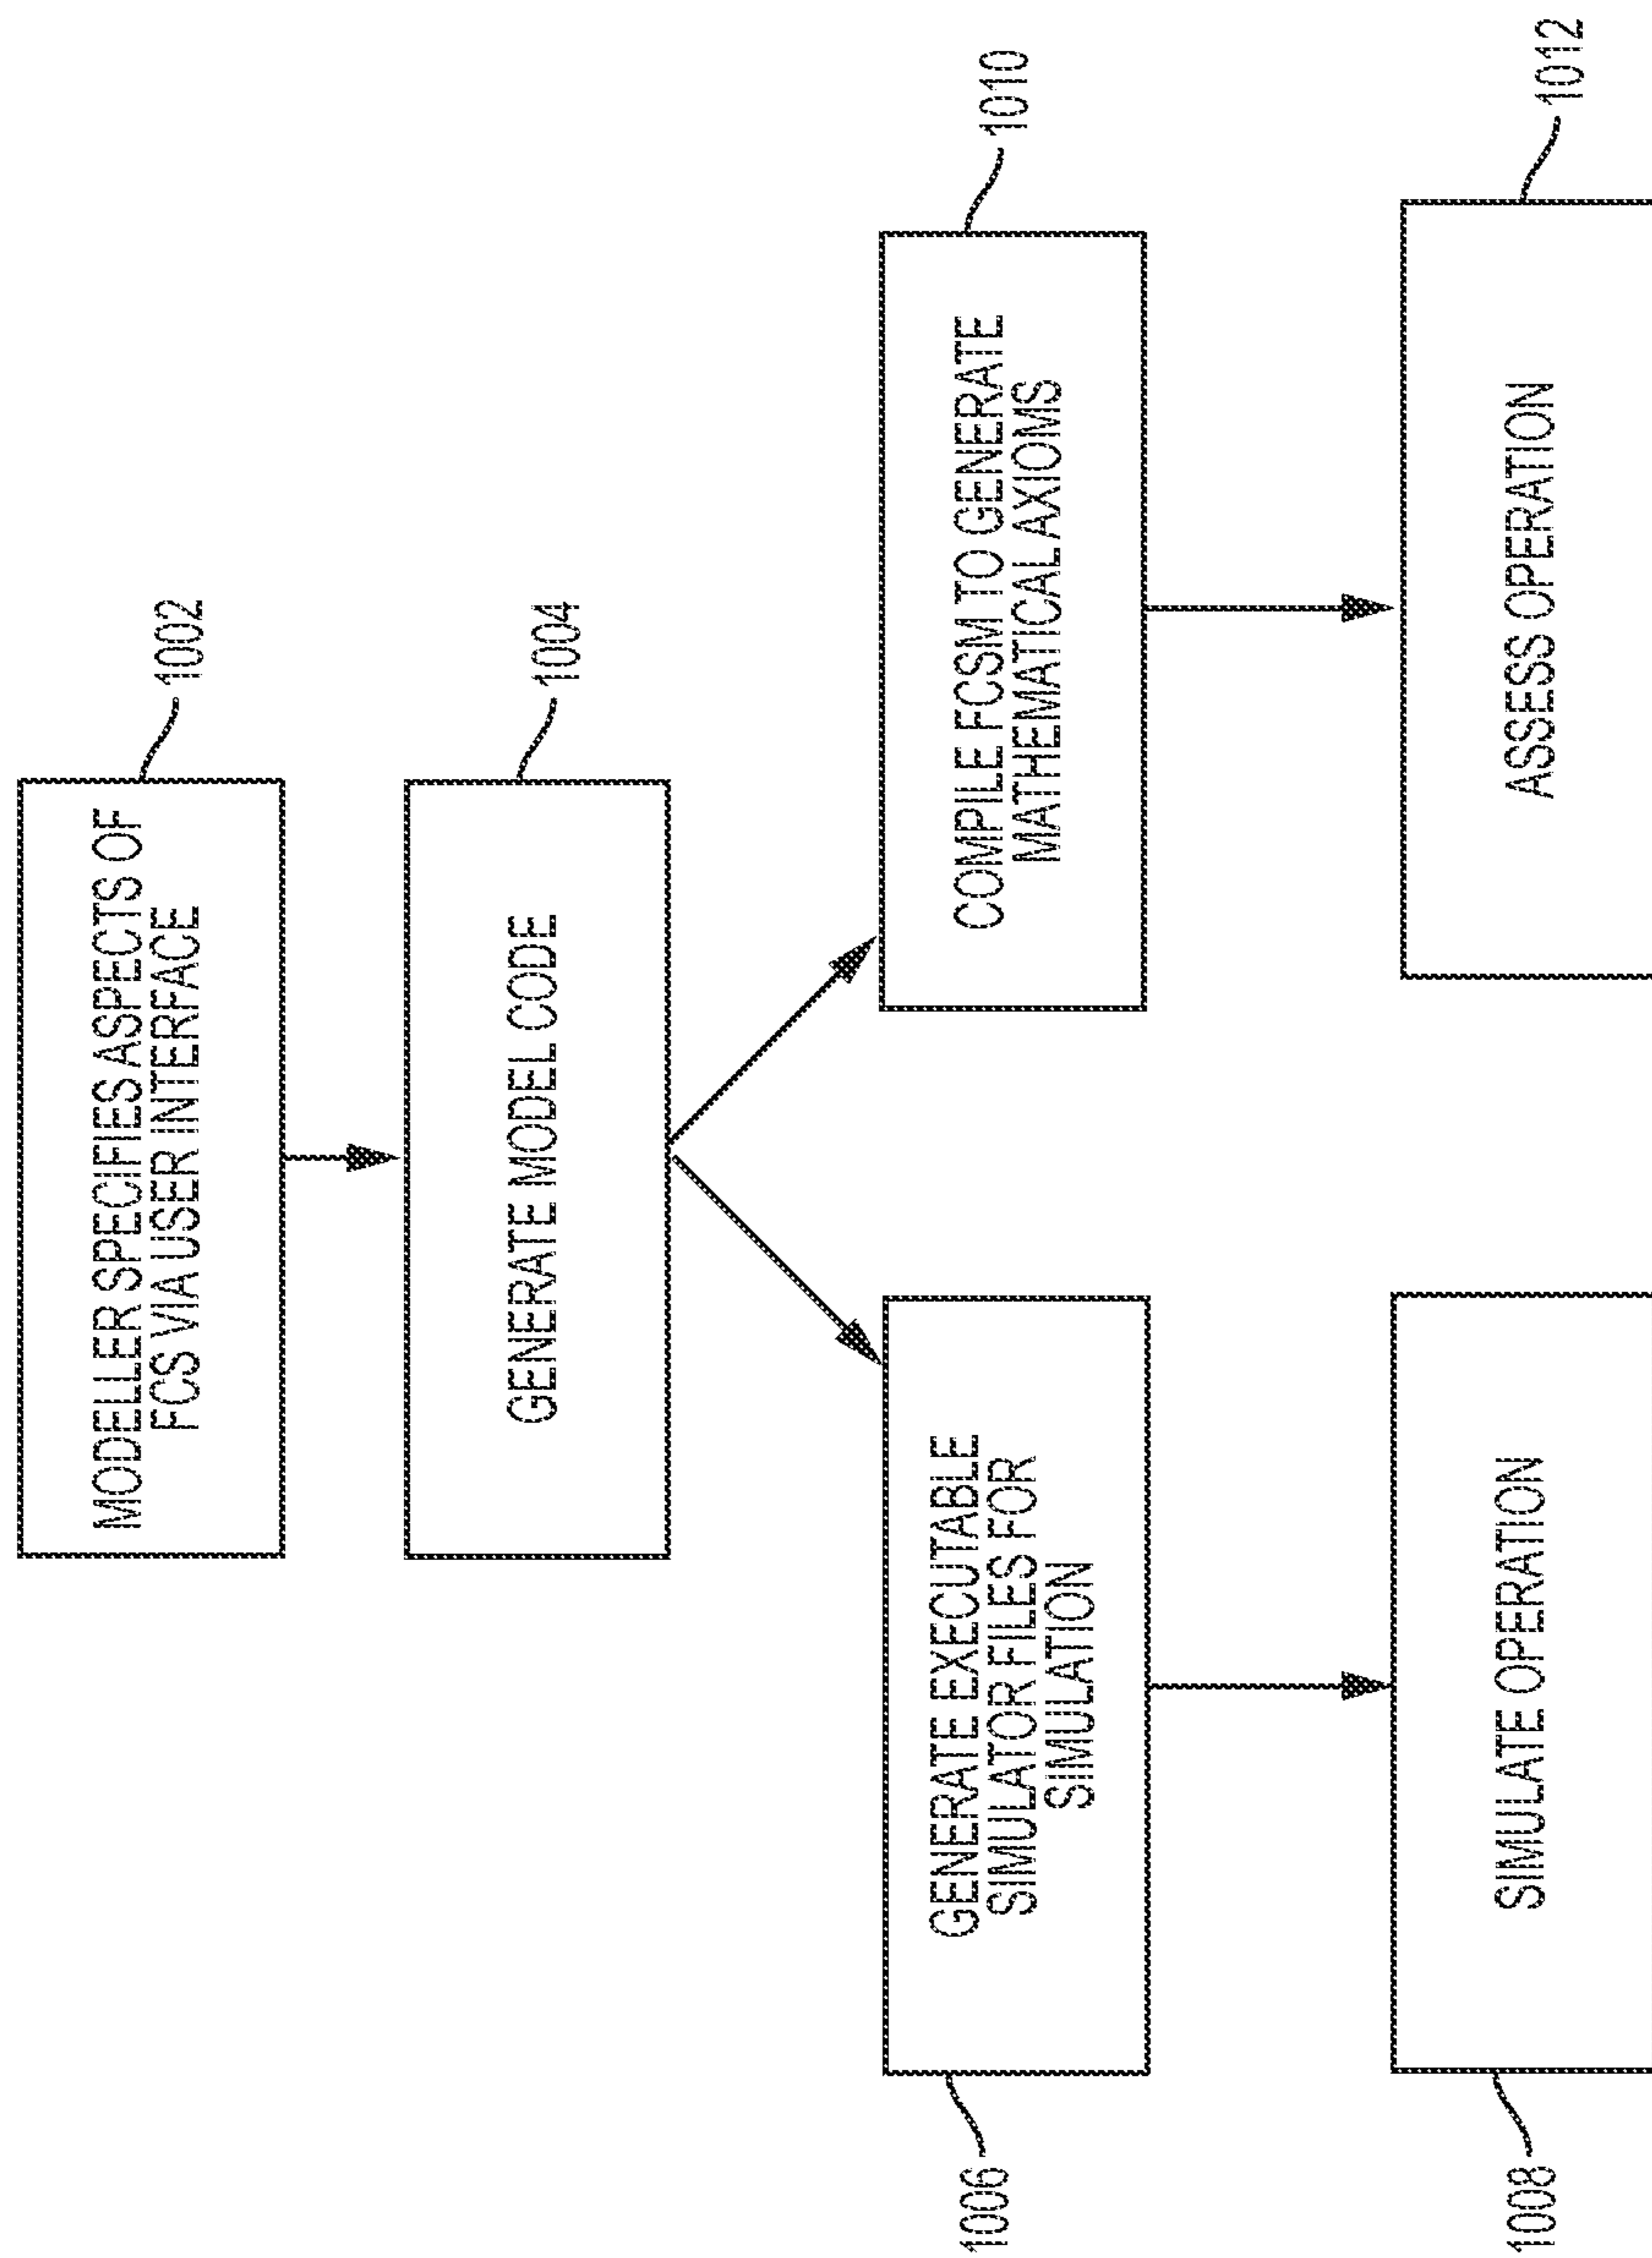 MODELLER SPECIFIES ASPECTS OF
FCS VIA USER INTERFACE
1002
GENERATE MODEL CODE
1004
GENERATE EXECUTABLE
SIMULATOR FILES FOR
SIMULATION
1006
COMPILE FCSM TO GENERATE
MATHEMATICAL AXIOMS
1010
SIMULATE OPERATION
1008
ASSESS OPERATION
1012